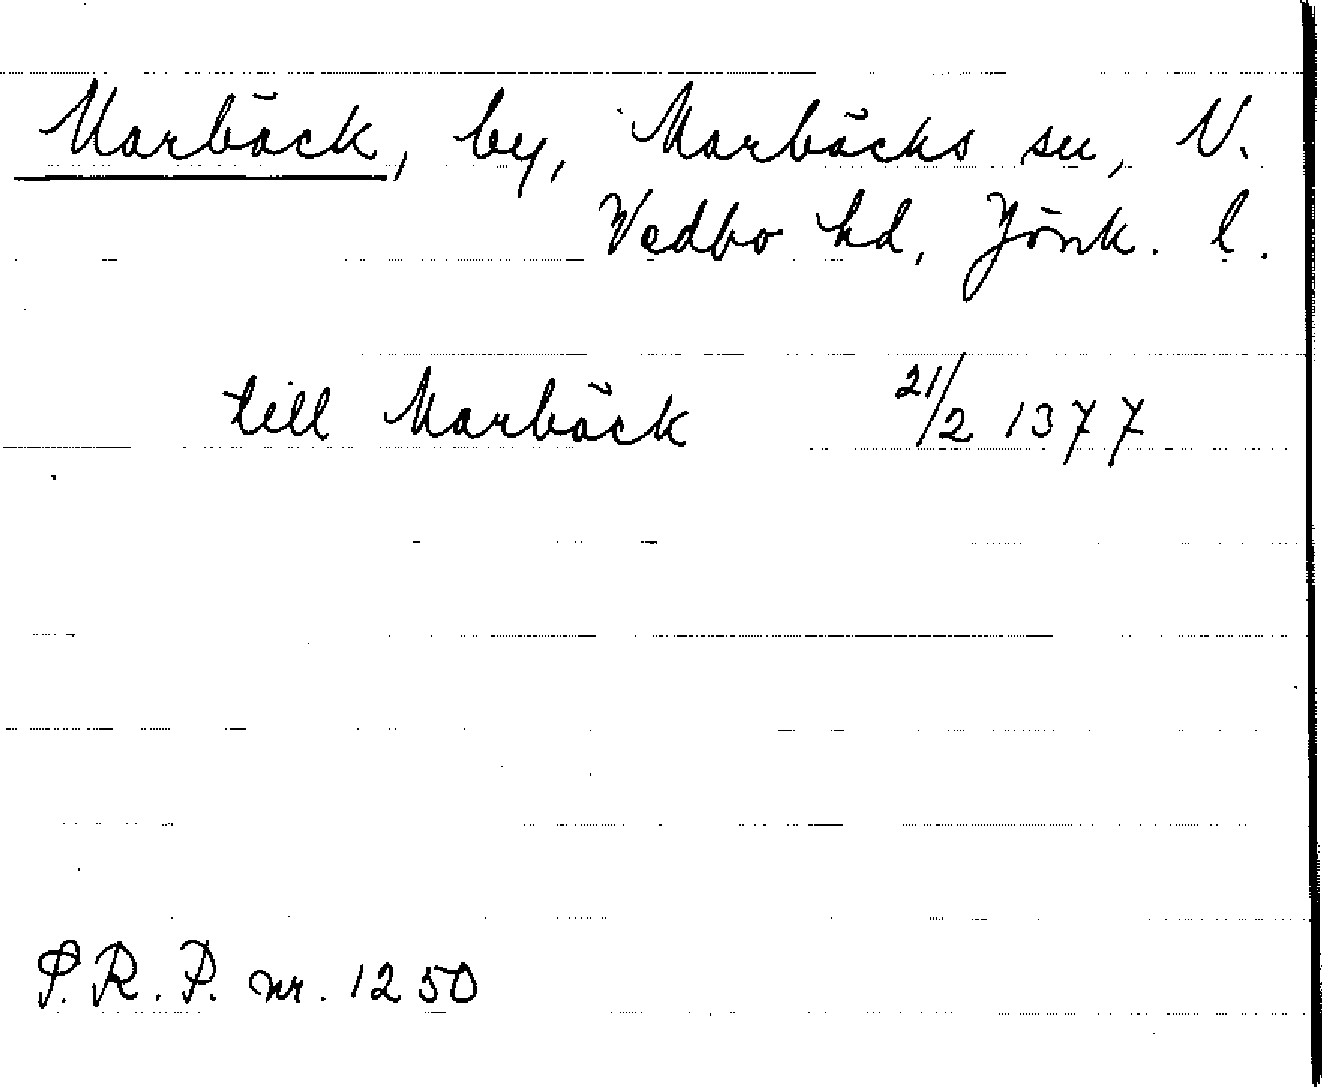 Marbäck, by, Marbäcks sn, N.
Vedbo hd, Jönk. l.
till Marbäck 21/2 1377
S.R.P. nr. 1250